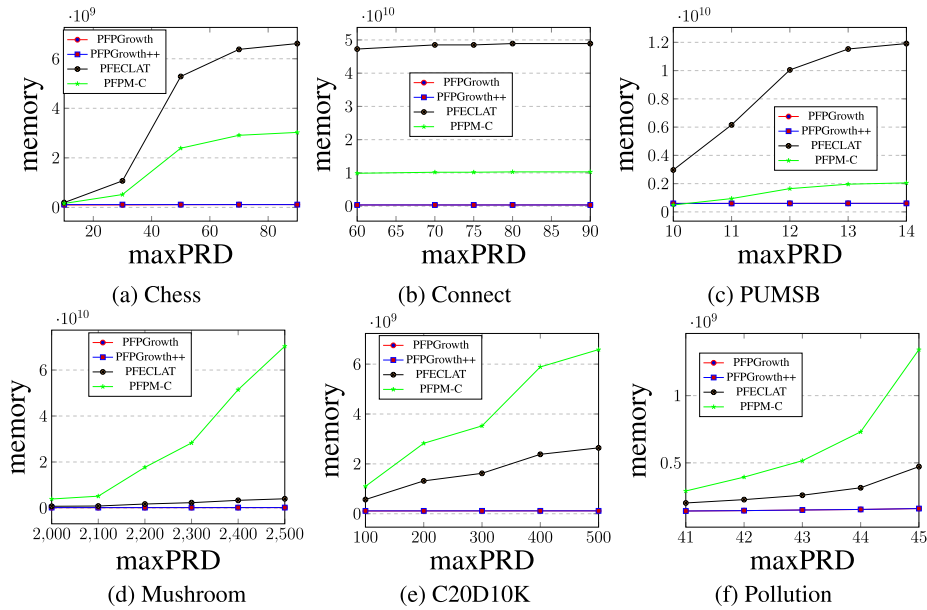 ·10^9
PFPGrowth
PFPGrowth++
PFECLAT
PFPM-C
memory
6
4
2
0
20 40 60 80
maxPRD
(a) Chess
·10^10
5
4
3
2
1
0
memory
PFPGrowth
PFPGrowth++
PFECLAT
PFPM-C
60 65 70 75 80 85 90
maxPRD
(b) Connect
·10^10
1.2
1
0.8
0.6
0.4
0.2
0
memory
PFPGrowth
PFPGrowth++
PFECLAT
PFPM-C
10 11 12 13 14
maxPRD
(c) PUMSB
·10^10
PFPGrowth
PFPGrowth++
PFECLAT
PFPM-C
memory
6
4
2
0
2,000 2,100 2,200 2,300 2,400 2,500
maxPRD
(d) Mushroom
·10^9
PFPGrowth
PFPGrowth++
PFECLAT
PFPM-C
memory
6
4
2
0
100 200 300 400 500
maxPRD
(e) C20D10K
·10^9
PFPGrowth
PFPGrowth++
PFECLAT
PFPM-C
memory
1
0.5
41 42 43 44 45
maxPRD
(f) Pollution